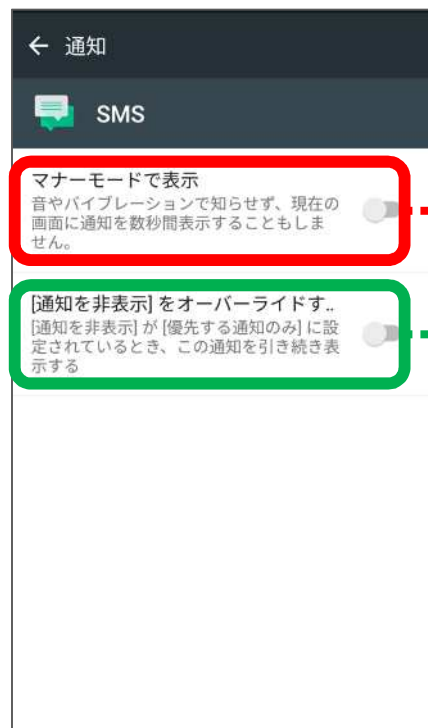 通知
SMS
マナーモードで表示
音やバイブレーションで知らせず、現在の
画面に通知を数秒間表示することもしま
せん。
[通知を非表示] をオーバーライドす..
[通知を非表示] が [優先する通知のみ] に設
定されているとき、この通知を引き続き表
示する